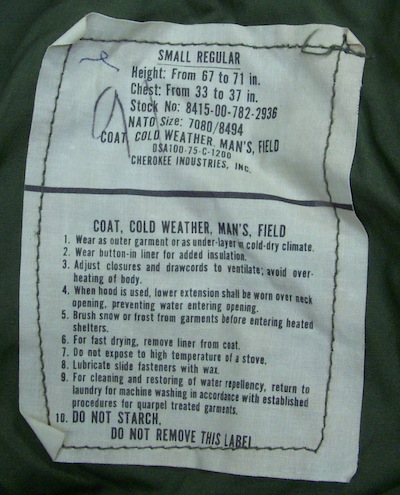 SMALL REGULAR
Height: From 67 to 71 in.
Chest: From 33 to 37 in.
Stock No: 8415-00-782-2936
NATO Size: 7080/8494
COAT, COLD WEATHER, MAN'S, FIELD
DSA100-75-C-1200
CHEROKEE INDUSTRIES, INC.
COAT, COLD WEATHER, MAN'S, FIELD
1. Wear as outer garment or as under-layer in cold-dry climate.
2. Wear button-in liner for added insulation.
3. Adjust closures and drawcords to ventilate; avoid over-
heating of body.
4. When hood is used, lower extension shall be worn over neck
opening, preventing water entering opening.
5. Brush snow or frost from garments before entering heated
shelters.
6. For fast drying, remove liner from coat.
7. Do not expose to high temperature of a stove.
8. Lubricate slide fasteners with wax.
9. For cleaning and restoring of water repellency, return to
laundry for machine washing in accordance with established
procedures for quarpel treated garments.
10. DO NOT STARCH.
DO NOT REMOVE THIS LABEL